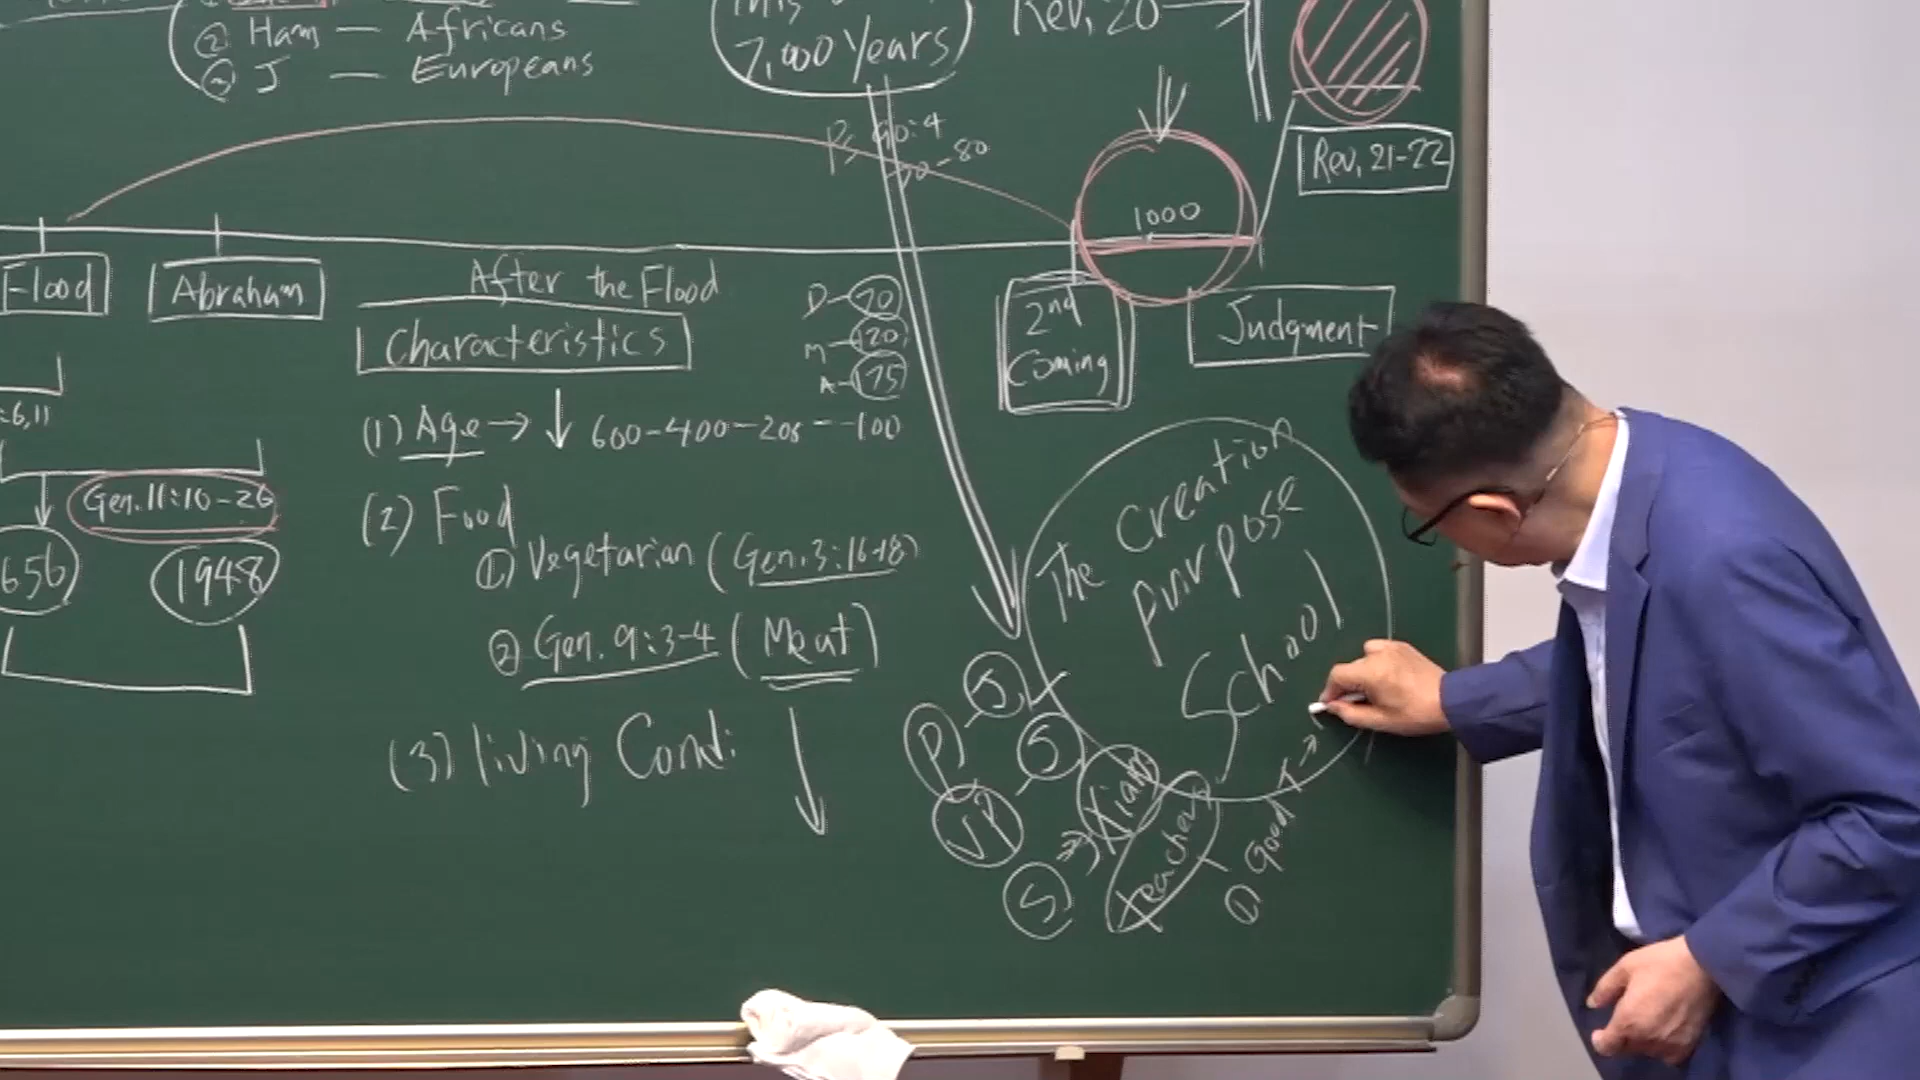 ② Ham — Africans
③ J — Europeans
7,000 Years
Rev. 20
Ps 90:4
70-80
1000
Rev. 21-22
Flood
Abraham
After the Flood
Characteristics
D-70
M-120
A-175
2nd
Coming
Judgment
:6,11
(1) Age → ↓ 600-400-205---100
Gen. 11:10-26
656
1948
(2) Food
① Vegetarian (Gen. 3:16-18)
② Gen. 9:3-4 (Meat)
(3) living Condi:
The Creation
purpose
School
J
P
S
VP
S
teacher
① Good